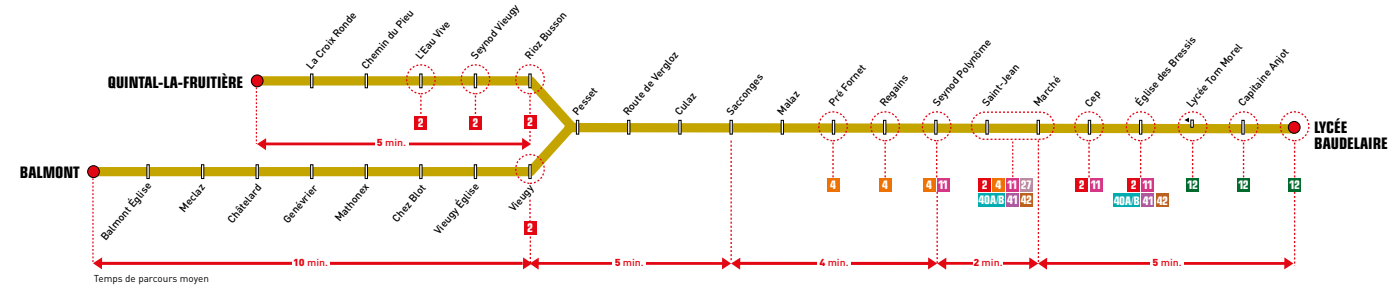 La Croix Ronde
Chemin du Pieu
L'Eau Vive
Seynod Vieugy
Rioz Busson
QUINTAL-LA-FRUITIÈRE
2
2
2
5 min.
Pesset
Route de Vergloz
Culaz
Sacconges
Malaz
Pré Fornet
Regains
Seynod Polynôme
Saint-Jean
Marché
Cep
Église des Bressis
Lycée Tom Morel
Capitaine Anjot
LYCÉE
BAUDELAIRE
BALMONT
Balmont Église
Meclaz
Châtelard
Genévrier
Mathonex
Chez Blot
Vieugy Église
Vieugy
2
4
4
4 11
2 4 11 27
40A/B 41 42
2 11
2 11
40A/B 41 42
12
12
12
10 min.
5 min.
4 min.
2 min.
5 min.
Temps de parcours moyen